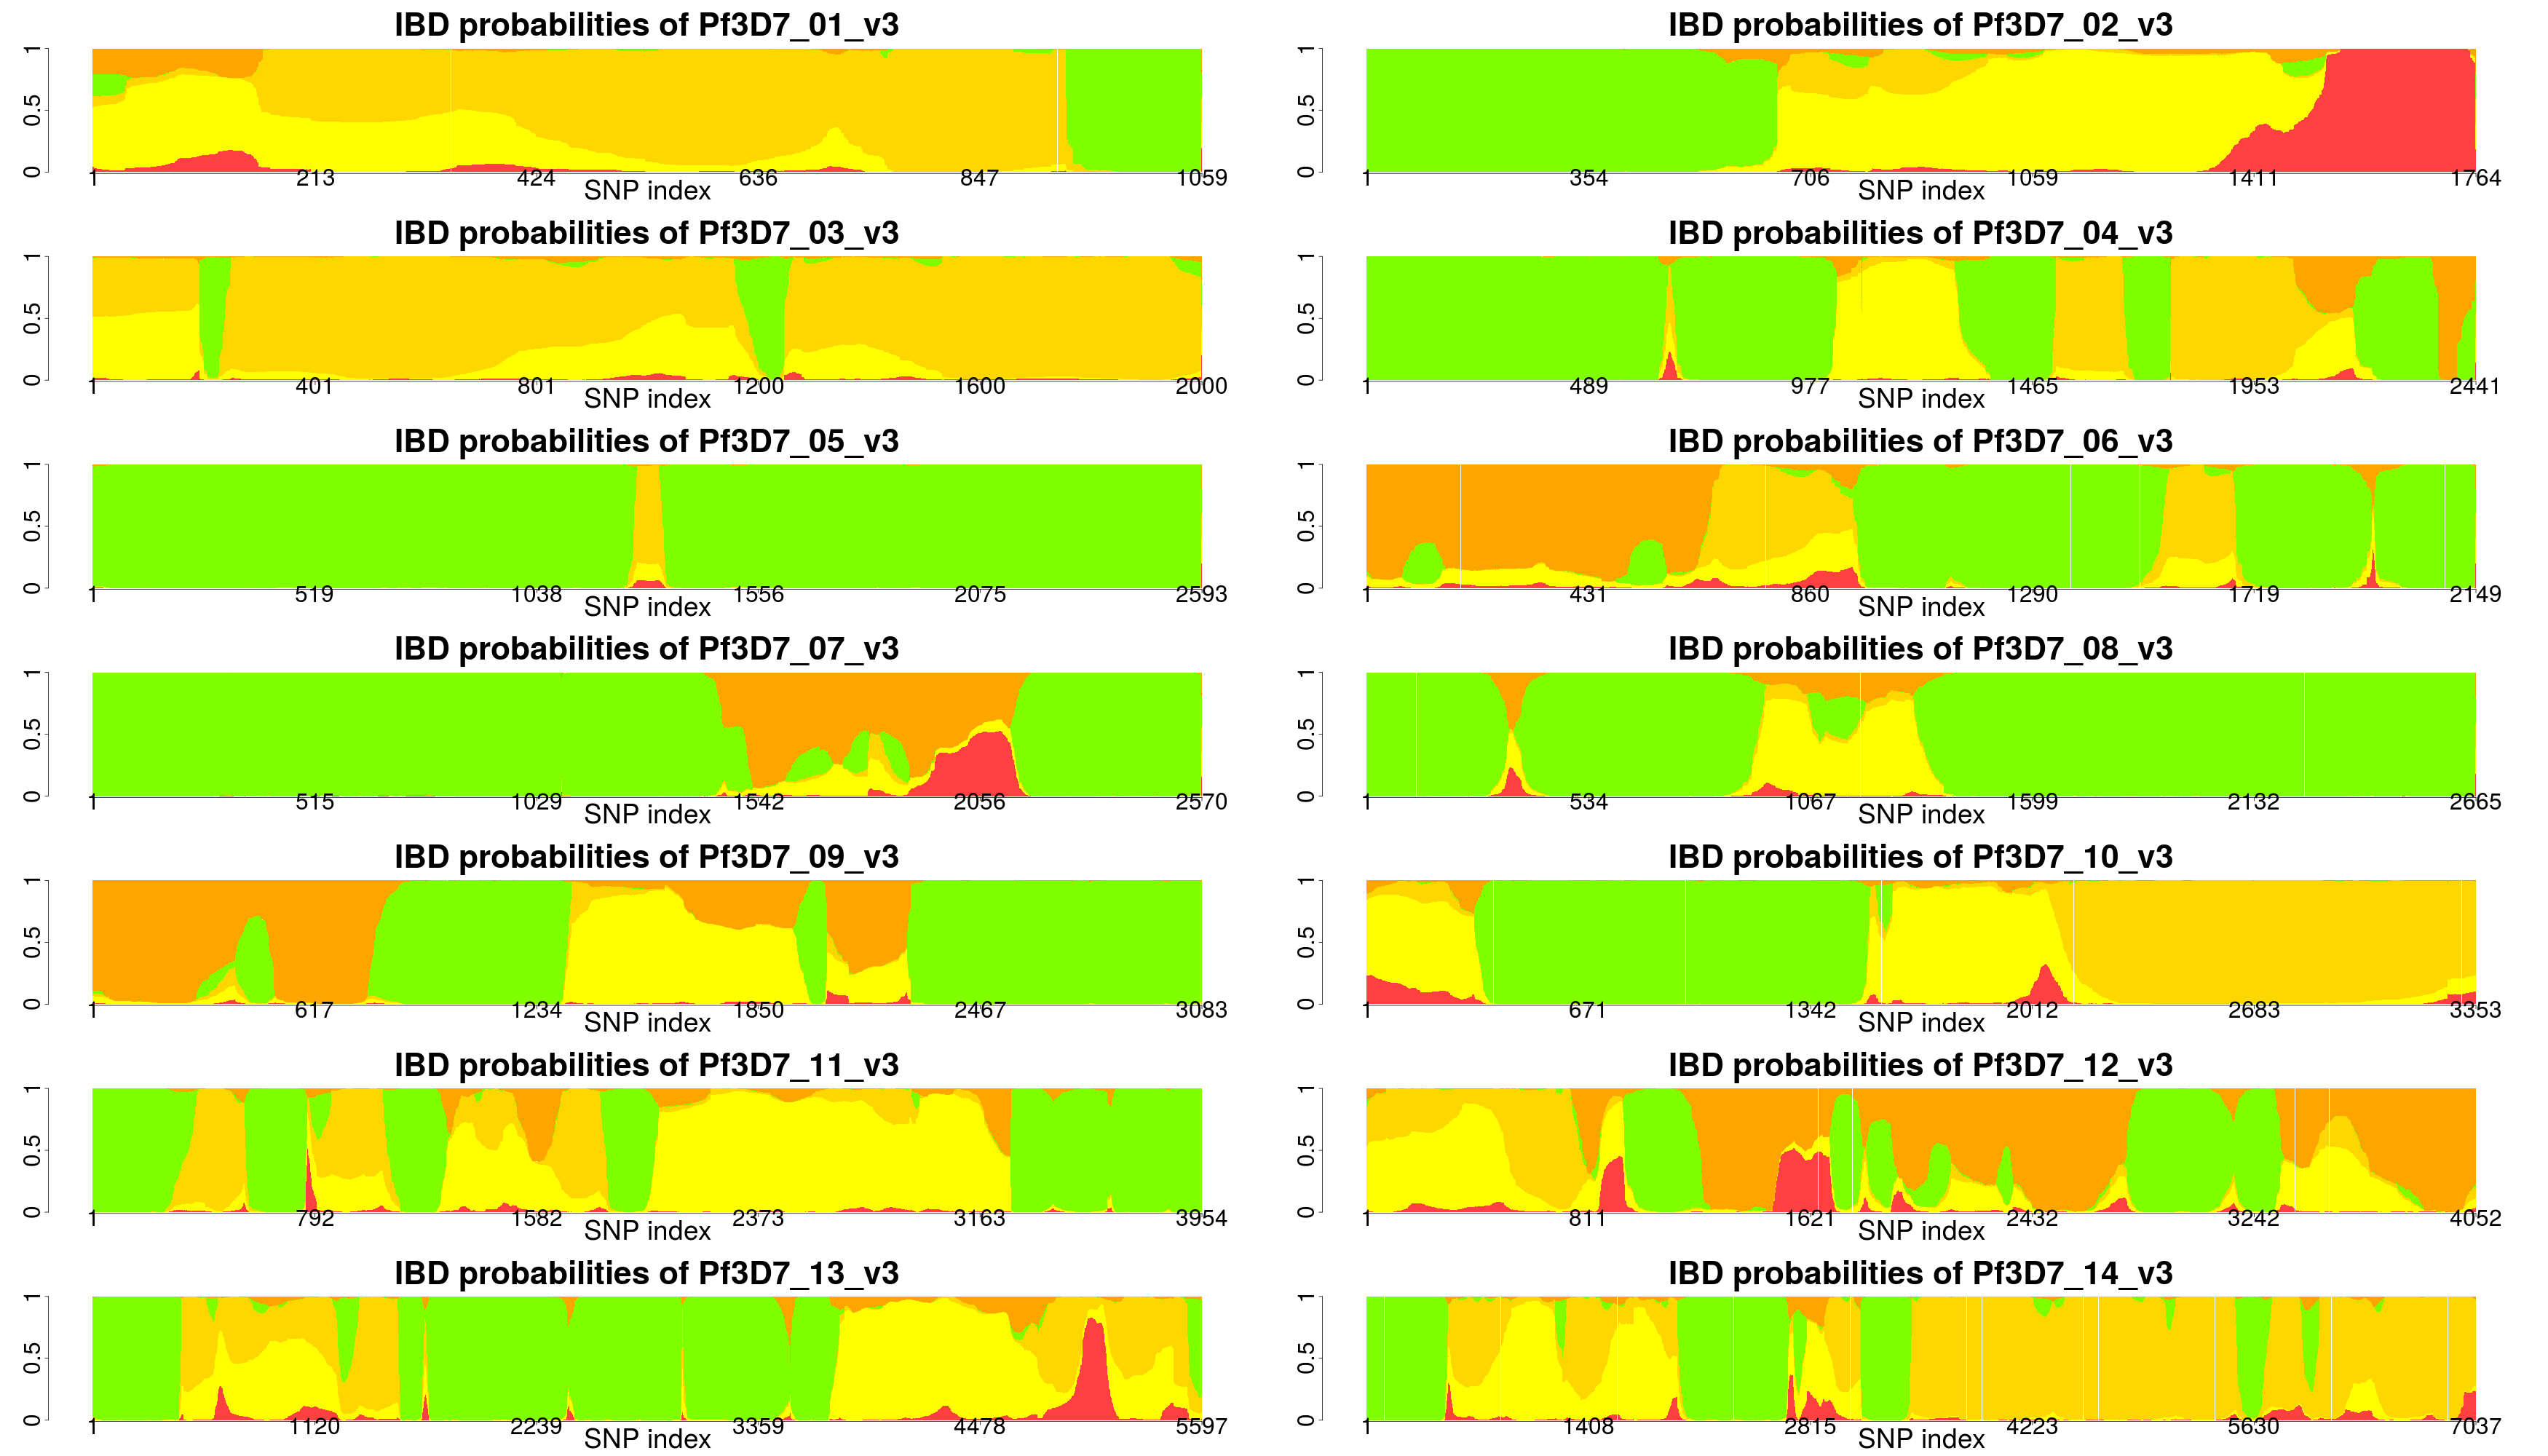 IBD probabilities of Pf3D7_01_v3
0 0.5 1
1 213 424 636 847 1059
SNP index
IBD probabilities of Pf3D7_02_v3
0 0.5 1
1 354 706 1059 1411 1764
SNP index
IBD probabilities of Pf3D7_03_v3
0 0.5 1
1 401 801 1200 1600 2000
SNP index
IBD probabilities of Pf3D7_04_v3
0 0.5 1
1 489 977 1465 1953 2441
SNP index
IBD probabilities of Pf3D7_05_v3
0 0.5 1
1 519 1038 1556 2075 2593
SNP index
IBD probabilities of Pf3D7_06_v3
0 0.5 1
1 431 860 1290 1719 2149
SNP index
IBD probabilities of Pf3D7_07_v3
0 0.5 1
1 515 1029 1542 2056 2570
SNP index
IBD probabilities of Pf3D7_08_v3
0 0.5 1
1 534 1067 1599 2132 2665
SNP index
IBD probabilities of Pf3D7_09_v3
0 0.5 1
1 617 1234 1850 2467 3083
SNP index
IBD probabilities of Pf3D7_10_v3
0 0.5 1
1 671 1342 2012 2683 3353
SNP index
IBD probabilities of Pf3D7_11_v3
0 0.5 1
1 792 1582 2373 3163 3954
SNP index
IBD probabilities of Pf3D7_12_v3
0 0.5 1
1 811 1621 2432 3242 4052
SNP index
IBD probabilities of Pf3D7_13_v3
0 0.5 1
1 1120 2239 3359 4478 5597
SNP index
IBD probabilities of Pf3D7_14_v3
0 0.5 1
1 1408 2815 4223 5630 7037
SNP index